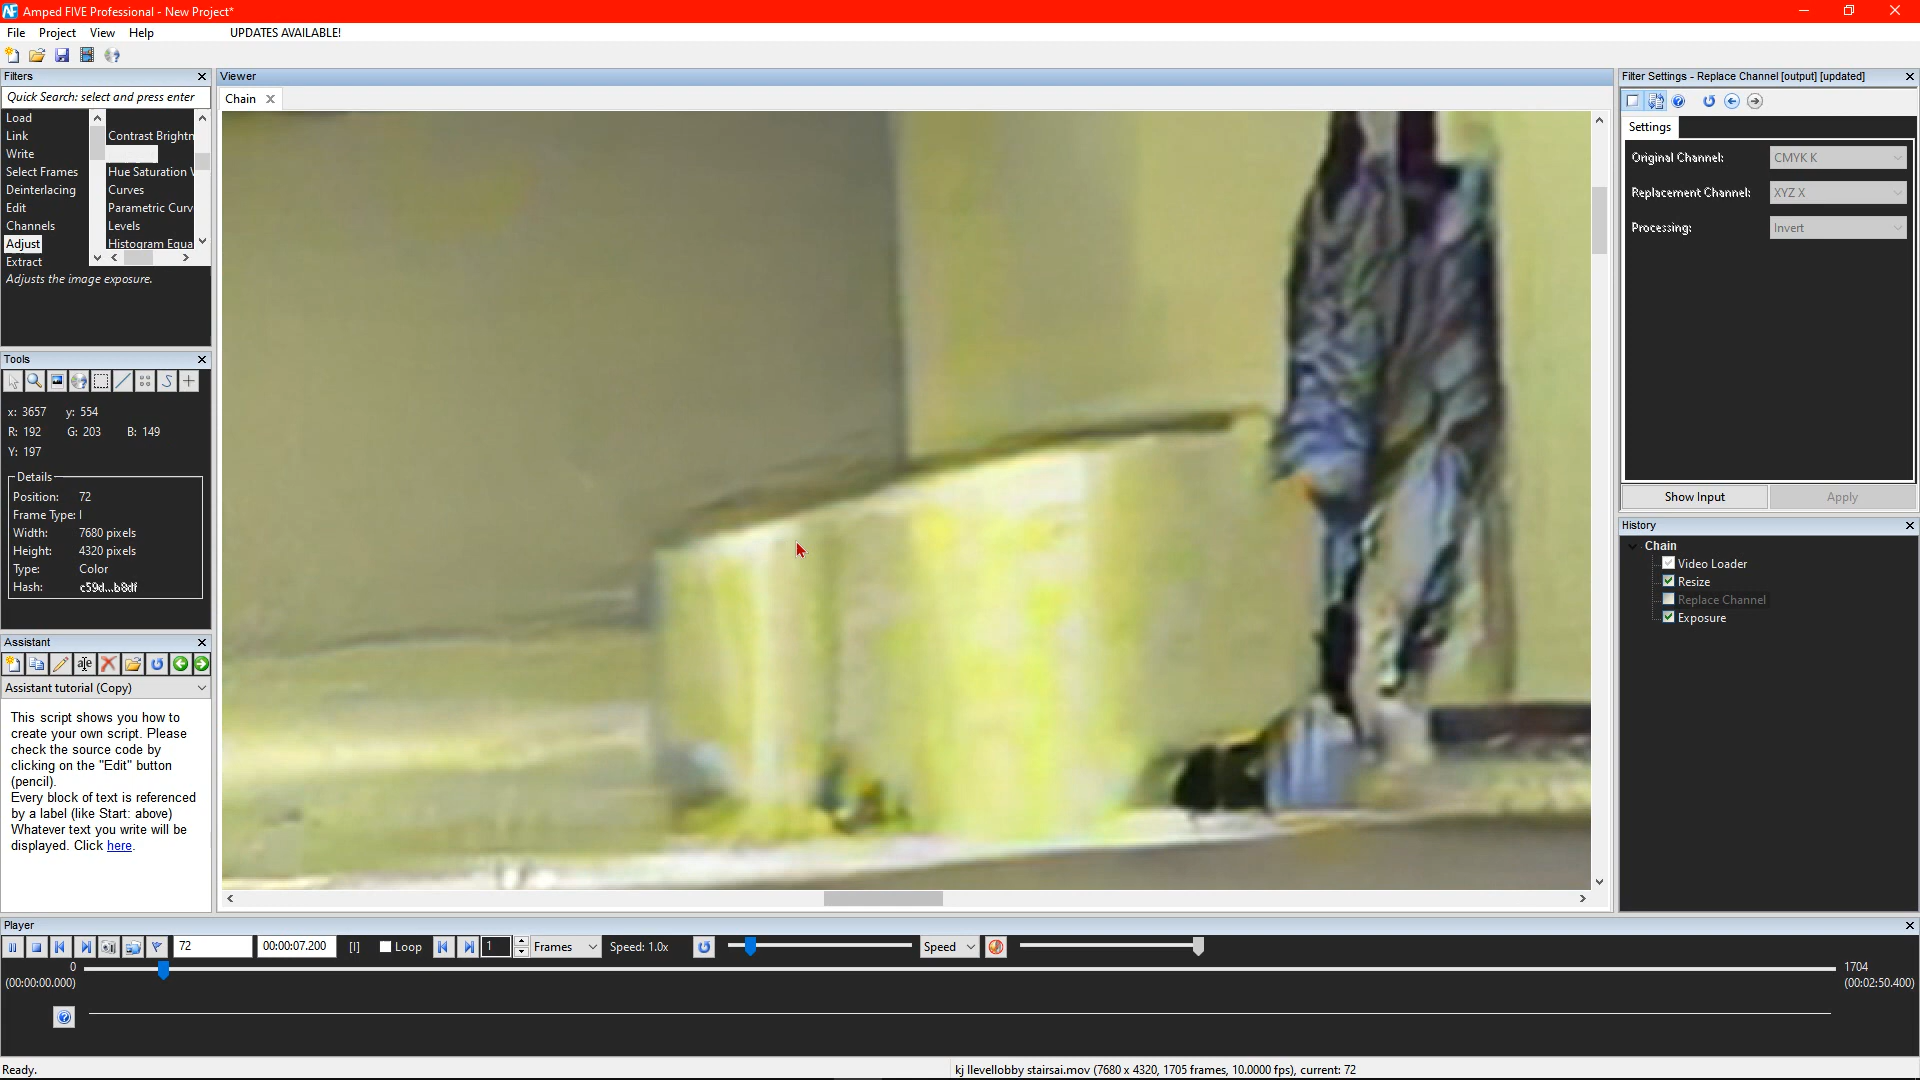 Amped FIVE Professional - New Project*
File Project View Help UPDATES AVAILABLE!
Filters
Quick Search: select and press enter
Load
Link
Write
Select Frames
Deinterlacing
Edit
Channels
Adjust
Extract
Contrast Brightn
Hue Saturation V
Curves
Parametric Curv
Levels
Histogram Equa
Adjusts the image exposure.
Tools
x: 3657 y: 554
R: 192 G: 203 B: 149
Y: 197
Details
Position: 72
Frame Type: I
Width: 7680 pixels
Height: 4320 pixels
Type: Color
Hash: c59d...b8df
Assistant
Assistant tutorial (Copy)
This script shows you how to
create your own script. Please
check the source code by
clicking on the "Edit" button
(pencil).
Every block of text is referenced
by a label (like Start: above)
Whatever text you write will be
displayed. Click here.
Viewer
Chain
Filter Settings - Replace Channel [output] [updated]
Settings
Original Channel: CMYK K
Replacement Channel: XYZ X
Processing: Invert
Show Input Apply
History
Chain
Video Loader
Resize
Replace Channel
Exposure
Player
72 00:00:07.200 [I] Loop 1 Frames Speed: 1.0x Speed
0 1704
(00:00:00.000) (00:02:50.400)
Ready. kj llevellobby stairsai.mov (7680 x 4320, 1705 frames, 10.0000 fps), current: 72